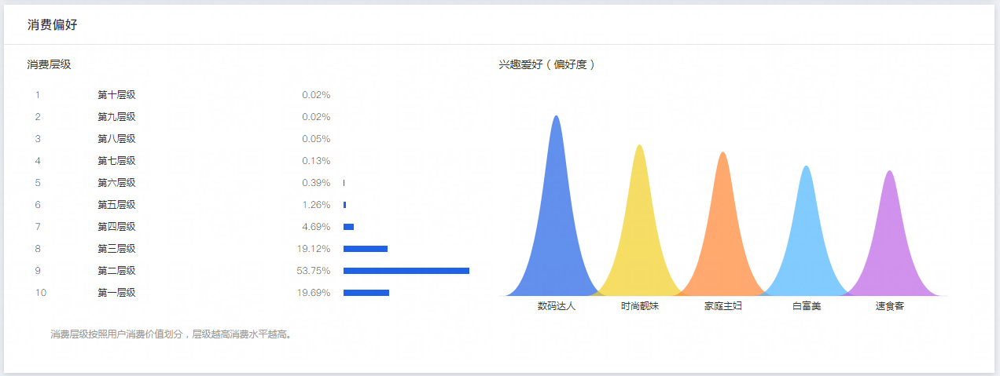 消费偏好
消费层级
1 第十层级 0.02%
2 第九层级 0.02%
3 第八层级 0.05%
4 第七层级 0.13%
5 第六层级 0.39%
6 第五层级 1.26%
7 第四层级 4.69%
8 第三层级 19.12%
9 第二层级 53.75%
10 第一层级 19.69%
消费层级按照用户消费价值划分，层级越高消费水平越高。
兴趣爱好（偏好度）
数码达人 时尚靓妹 家庭主妇 白富美 速食客